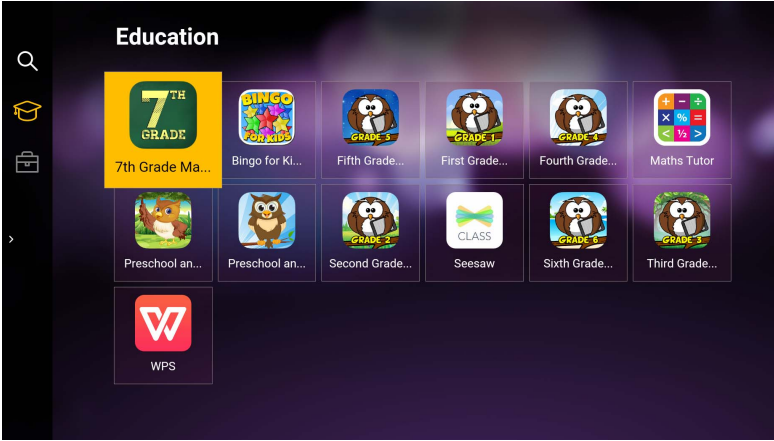 Education
7TH
GRADE
BINGO
FOR KIDS
GRADE 5
GRADE 1
GRADE 4
+ - ÷
x % =
< ½ >
7th Grade Ma...
Bingo for Ki...
Fifth Grade...
First Grade...
Fourth Grade...
Maths Tutor
GRADE 2
CLASS
GRADE 6
GRADE 3
Preschool an...
Preschool an...
Second Grade...
Seesaw
Sixth Grade...
Third Grade...
W
WPS